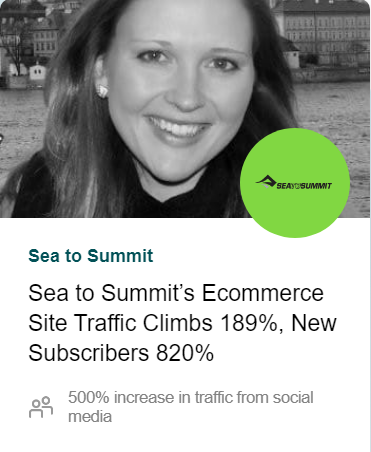 SEA TO SUMMIT
Sea to Summit
Sea to Summit’s Ecommerce
Site Traffic Climbs 189%, New
Subscribers 820%
500% increase in traffic from social
media